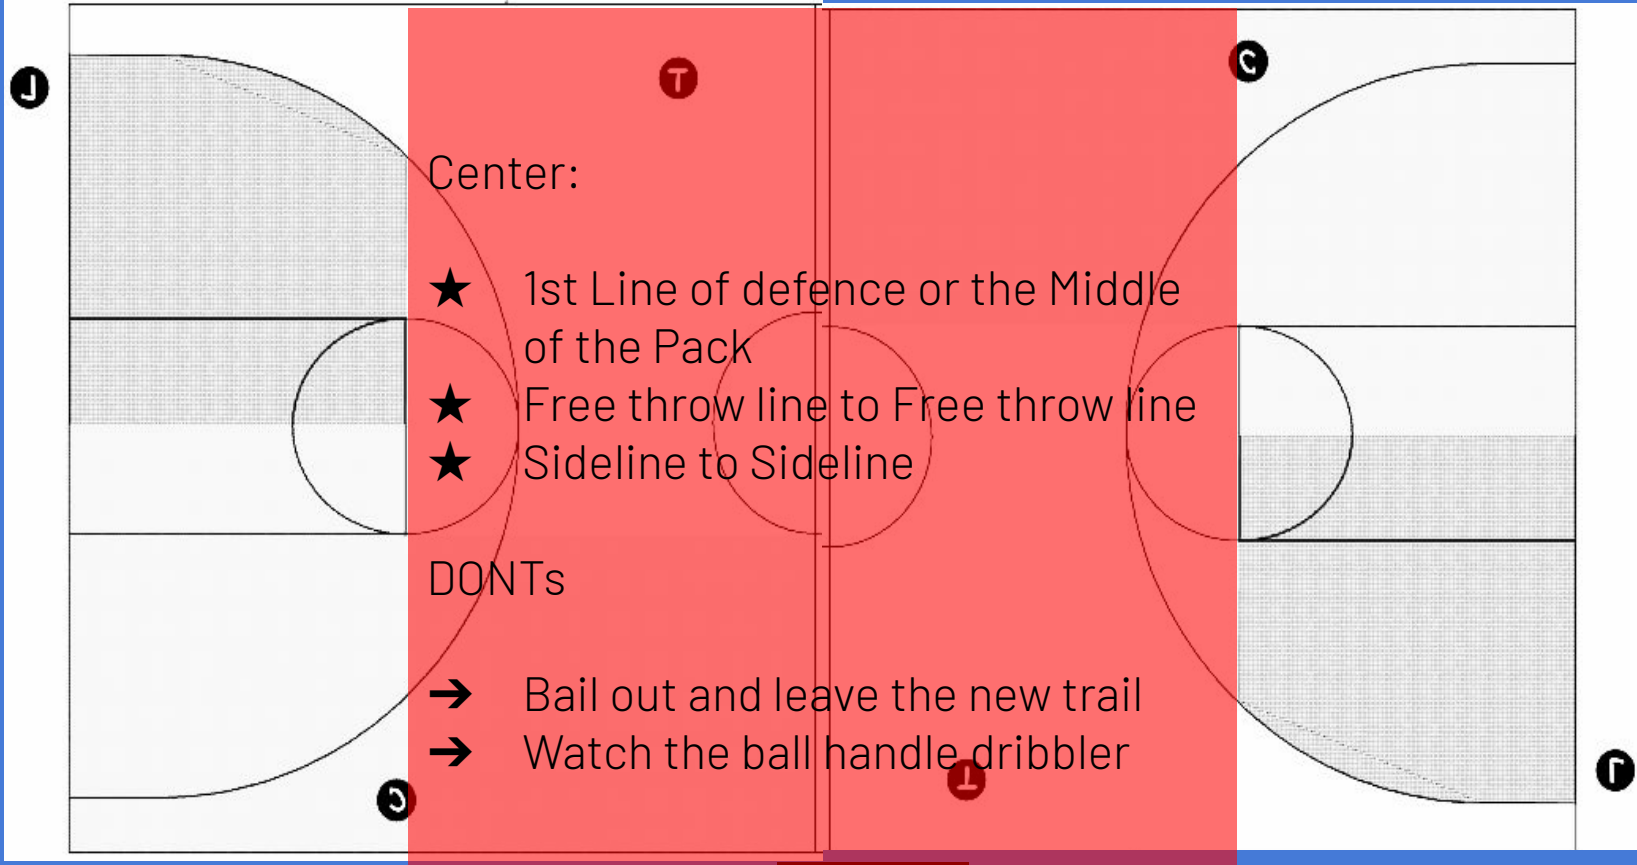 L
T
C
Center:
★ 1st Line of defence or the Middle
of the Pack
★ Free throw line to Free throw line
★ Sideline to Sideline
DONTs
➔ Bail out and leave the new trail
➔ Watch the ball handle dribbler
C
T
L